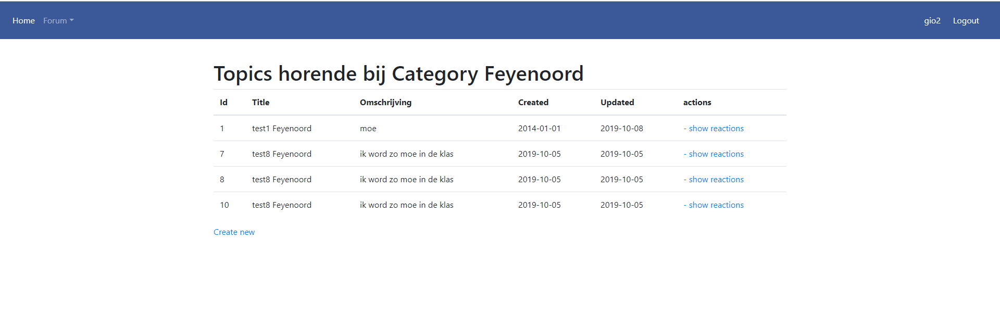 Home Forum gio2 Logout
Topics horende bij Category Feyenoord
Id Title Omschrijving Created Updated actions
1 test1 Feyenoord moe 2014-01-01 2019-10-08 - show reactions
7 test8 Feyenoord ik word zo moe in de klas 2019-10-05 2019-10-05 - show reactions
8 test8 Feyenoord ik word zo moe in de klas 2019-10-05 2019-10-05 - show reactions
10 test8 Feyenoord ik word zo moe in de klas 2019-10-05 2019-10-05 - show reactions
Create new